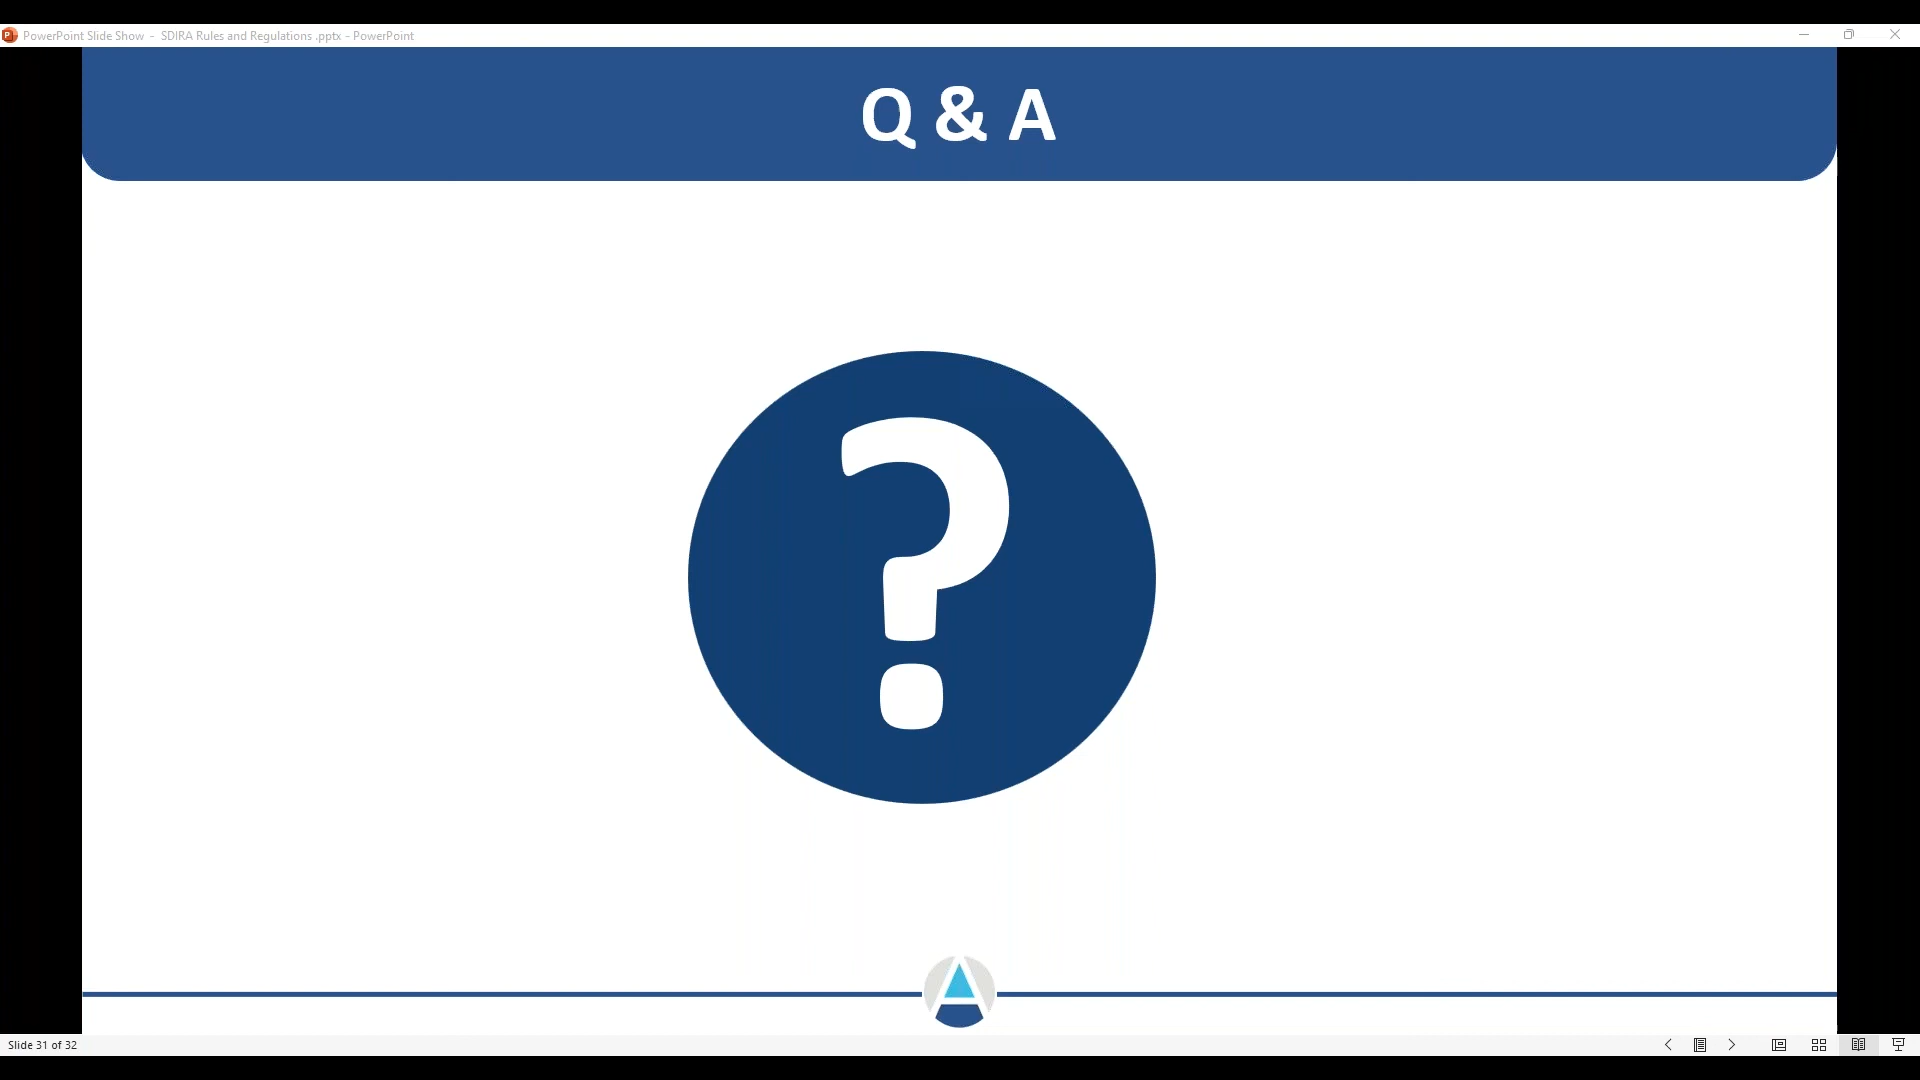 PowerPoint Slide Show - SDIRA Rules and Regulations .pptx - PowerPoint
Q & A
?
Slide 31 of 32